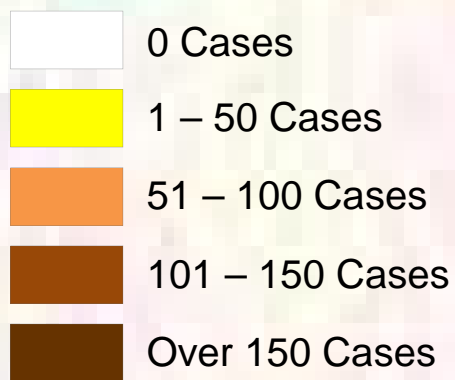 0 Cases
1 – 50 Cases
51 – 100 Cases
101 – 150 Cases
Over 150 Cases